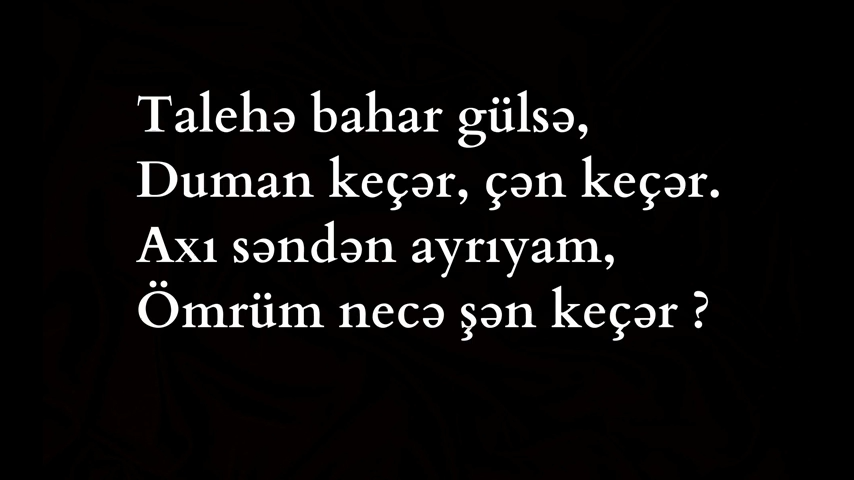 Talehə bahar gülsə,
Duman keçər, çən keçər.
Axı səndən ayrıyam,
Ömrüm necə şən keçər ?